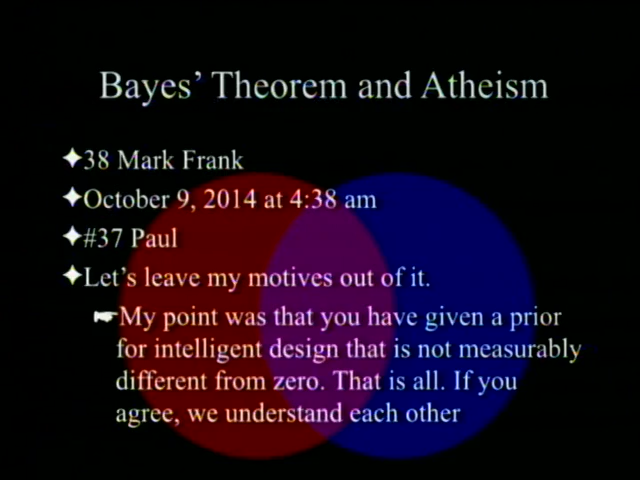 Bayes’ Theorem and Atheism
38 Mark Frank
October 9, 2014 at 4:38 am
#37 Paul
Let’s leave my motives out of it.
My point was that you have given a prior
for intelligent design that is not measurably
different from zero. That is all. If you
agree, we understand each other